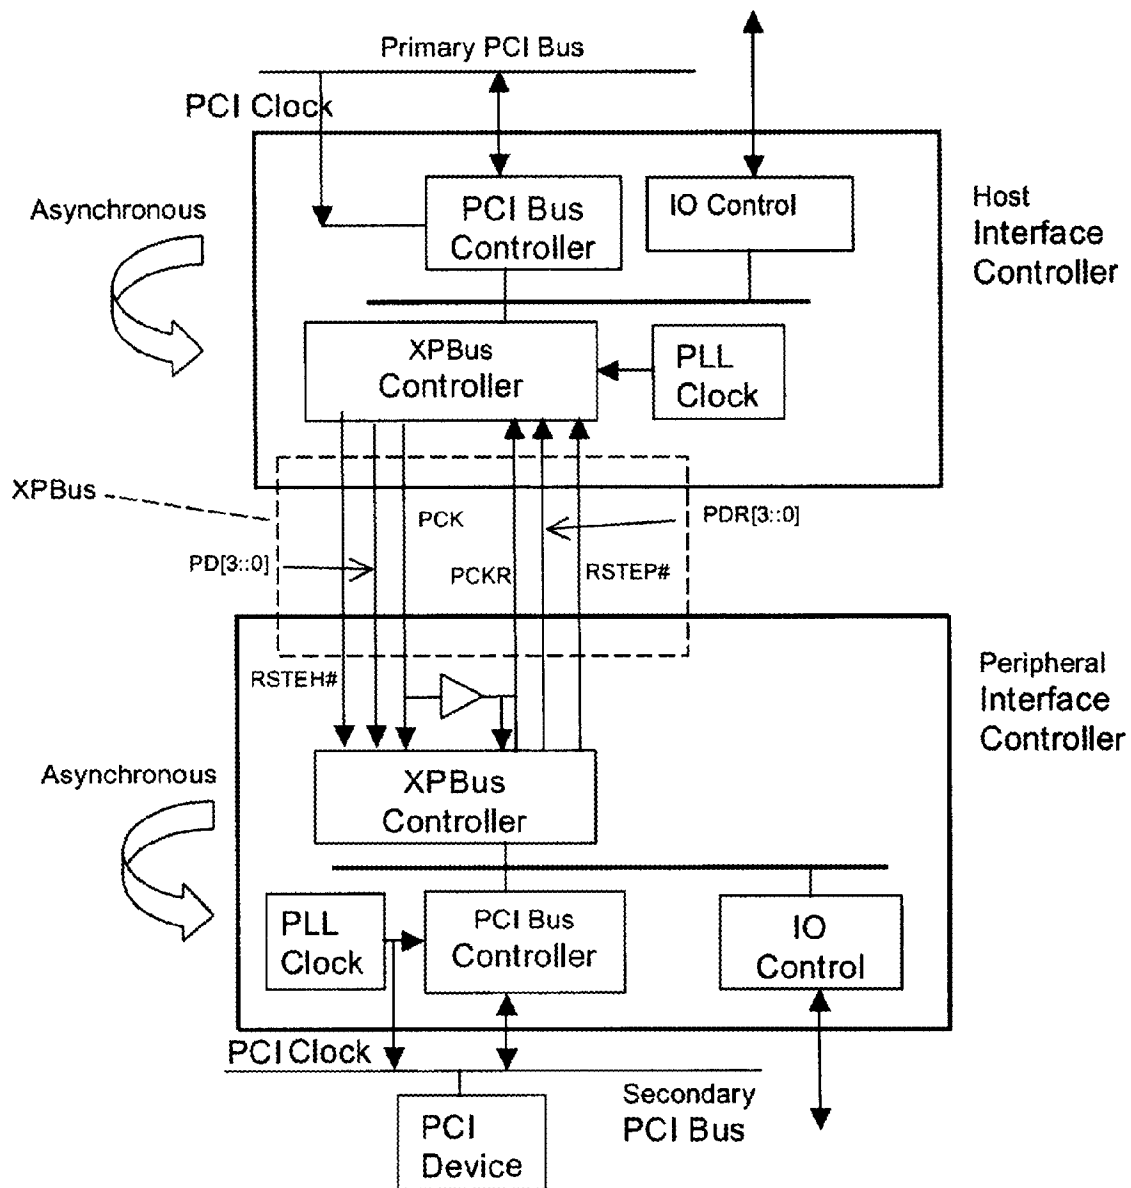 Primary PCI Bus
PCI Clock
Asynchronous
PCI Bus
Controller
IO Control
Host
Interface
Controller
XPBus
Controller
PLL
Clock
XPBus
PCK
PDR[3::0]
PD[3::0]
PCKR
RSTEP#
RSTEH#
Peripheral
Interface
Controller
Asynchronous
XPBus
Controller
PLL
Clock
PCI Bus
Controller
IO
Control
PCI Clock
Secondary
PCI Bus
PCI
Device